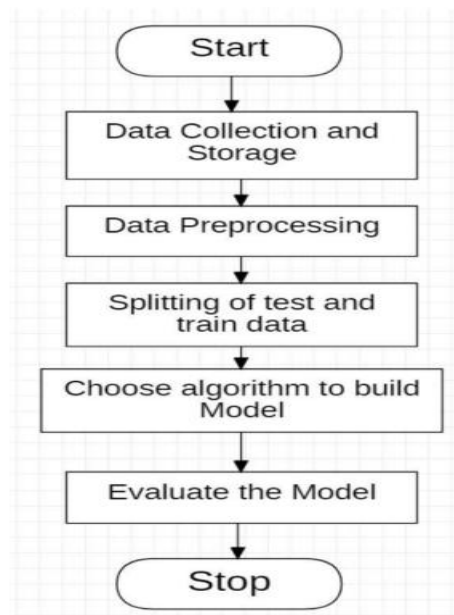 Start
Data Collection and
Storage
Data Preprocessing
Splitting of test and
train data
Choose algorithm to build
Model
Evaluate the Model
Stop